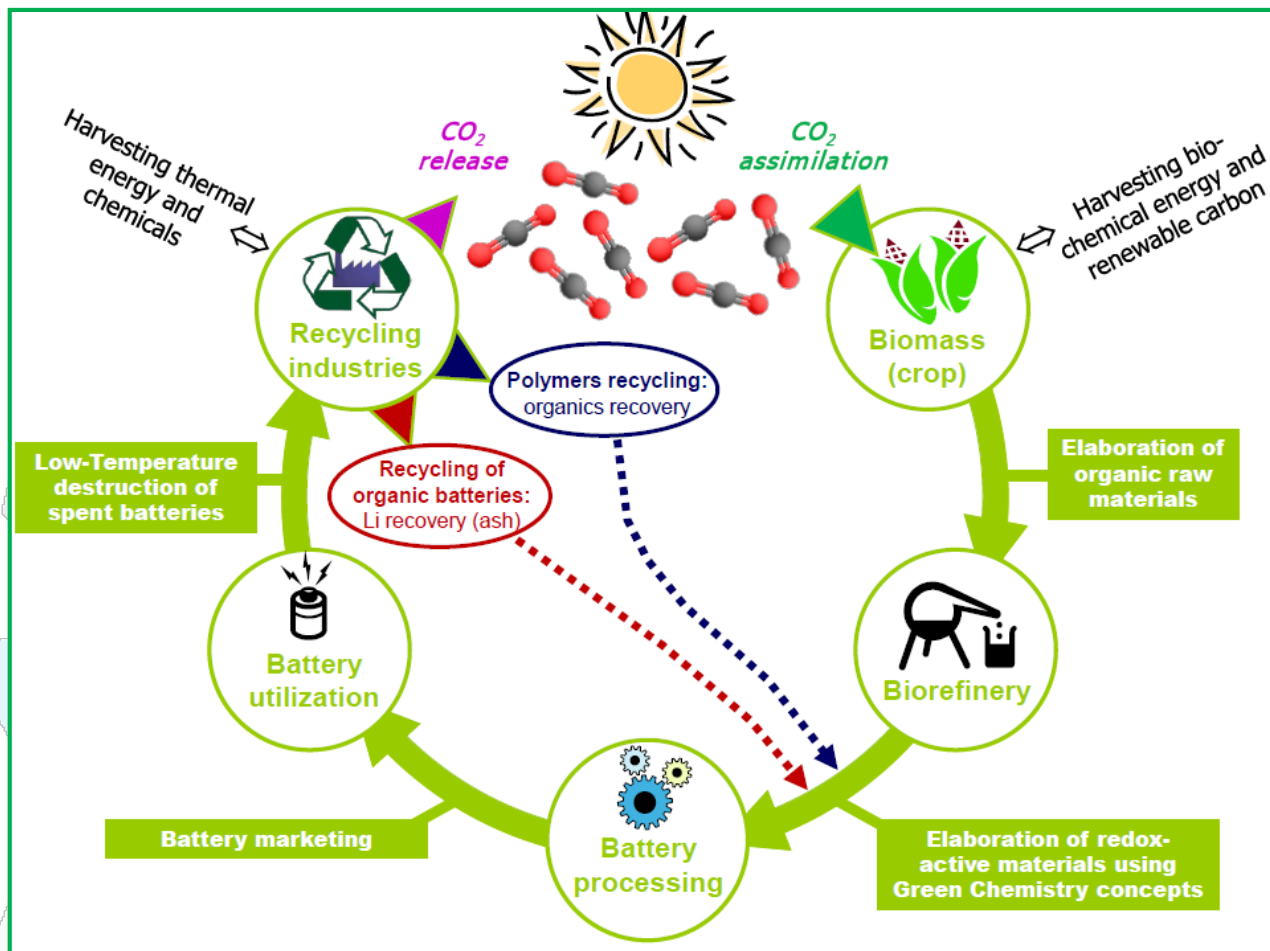 CO₂
release
CO₂
assimilation
Harvesting thermal
energy and
chemicals
Harvesting bio-
chemical energy and
renewable carbon
Recycling
industries
Biomass
(crop)
Polymers recycling:
organics recovery
Recycling of
organic batteries:
Li recovery (ash)
Low-Temperature
destruction of
spent batteries
Elaboration of
organic raw
materials
Battery
utilization
Biorefinery
Battery
processing
Battery marketing
Elaboration of redox-
active materials using
Green Chemistry concepts